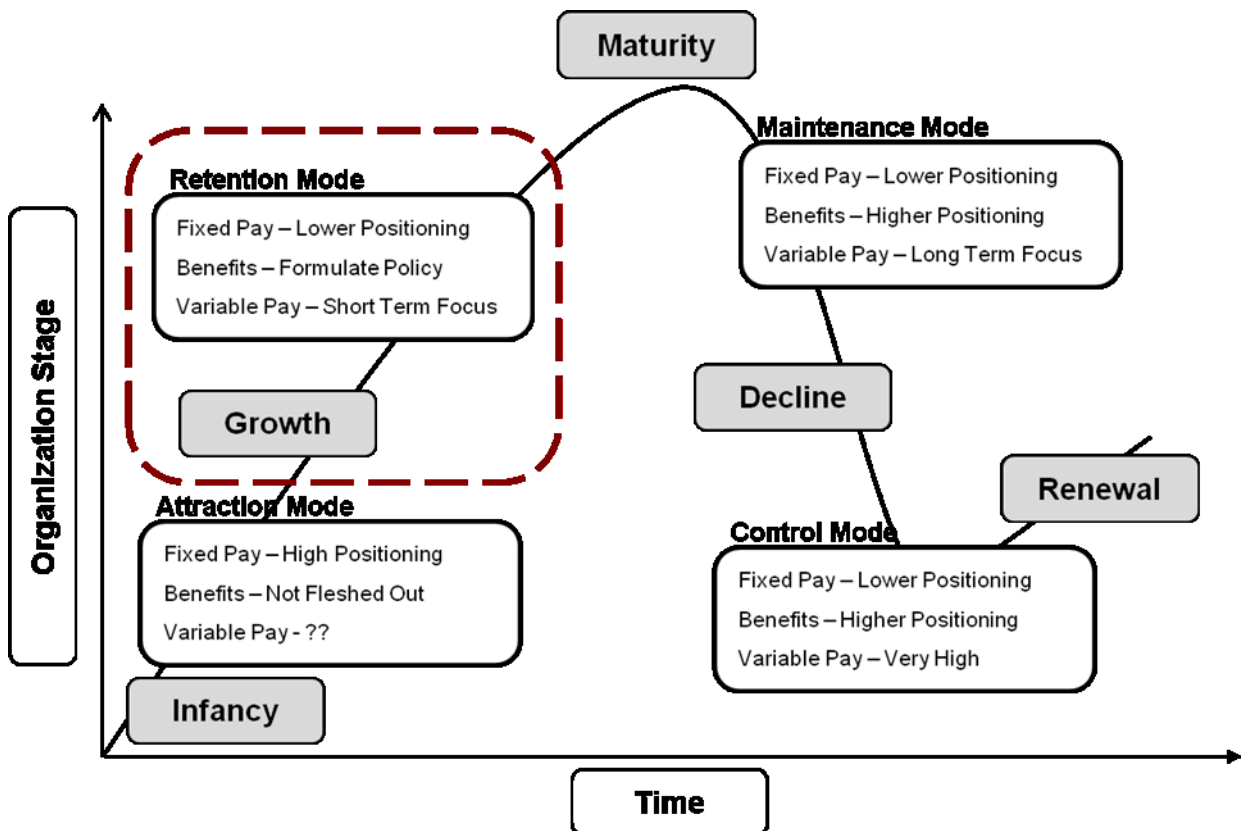 Maturity
Maintenance Mode
Fixed Pay – Lower Positioning
Benefits – Higher Positioning
Variable Pay – Long Term Focus
Retention Mode
Fixed Pay – Lower Positioning
Benefits – Formulate Policy
Variable Pay – Short Term Focus
Organization Stage
Growth
Decline
Renewal
Attraction Mode
Fixed Pay – High Positioning
Benefits – Not Fleshed Out
Variable Pay - ??
Control Mode
Fixed Pay – Lower Positioning
Benefits – Higher Positioning
Variable Pay – Very High
Infancy
Time